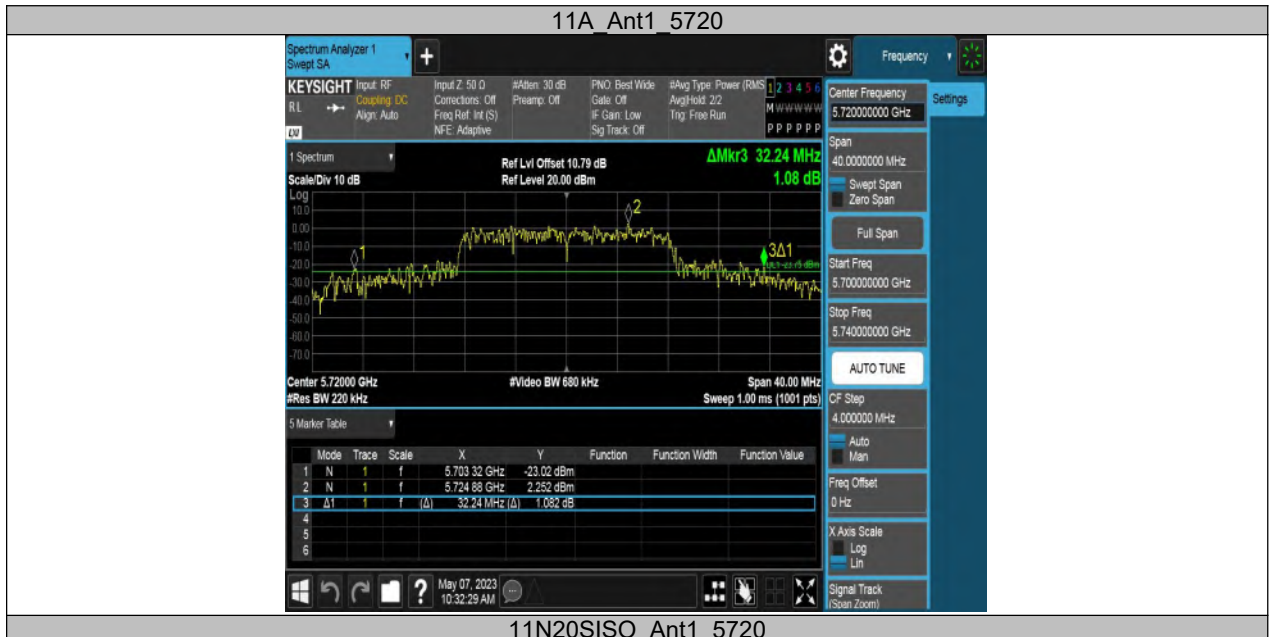 11A_Ant1_5720
Spectrum Analyzer 1
Swept SA
+
Frequency
KEYSIGHT
RL
Input: RF
Coupling: DC
Align: Auto
Input Z: 50 Ω
Corrections: Off
Freq Ref: Int (S)
NFE: Adaptive
#Atten: 30 dB
Preamp: Off
PNO: Best Wide
Gate: Off
IF Gain: Low
Sig Track: Off
#Avg Type: Power (RMS
Avg|Hold: 2/2
Trig: Free Run
1 2 3 4 5 6
M W W W W W
P P P P P P
Center Frequency
5.720000000 GHz
Settings
Span
40.0000000 MHz
Swept Span
Zero Span
Full Span
Start Freq
5.700000000 GHz
Stop Freq
5.740000000 GHz
AUTO TUNE
CF Step
4.000000 MHz
Auto
Man
Freq Offset
0 Hz
X Axis Scale
Log
Lin
Signal Track
(Span Zoom)
1 Spectrum
Scale/Div 10 dB
Ref Lvl Offset 10.79 dB
Ref Level 20.00 dBm
ΔMkr3 32.24 MHz
1.08 dB
Log
10.0
0.00
-10.0
-20.0
-30.0
-40.0
-50.0
-60.0
-70.0
1
2
3Δ1
Center 5.72000 GHz
#Res BW 220 kHz
#Video BW 680 kHz
Span 40.00 MHz
Sweep 1.00 ms (1001 pts)
5 Marker Table
Mode Trace Scale X Y Function Function Width Function Value
1 N 1 f 5.703 32 GHz -23.02 dBm
2 N 1 f 5.724 88 GHz 2.252 dBm
3 Δ1 1 f (Δ) 32.24 MHz (Δ) 1.082 dB
4
5
6
?
May 07, 2023
10:32:29 AM
11N20SISO_Ant1_5720